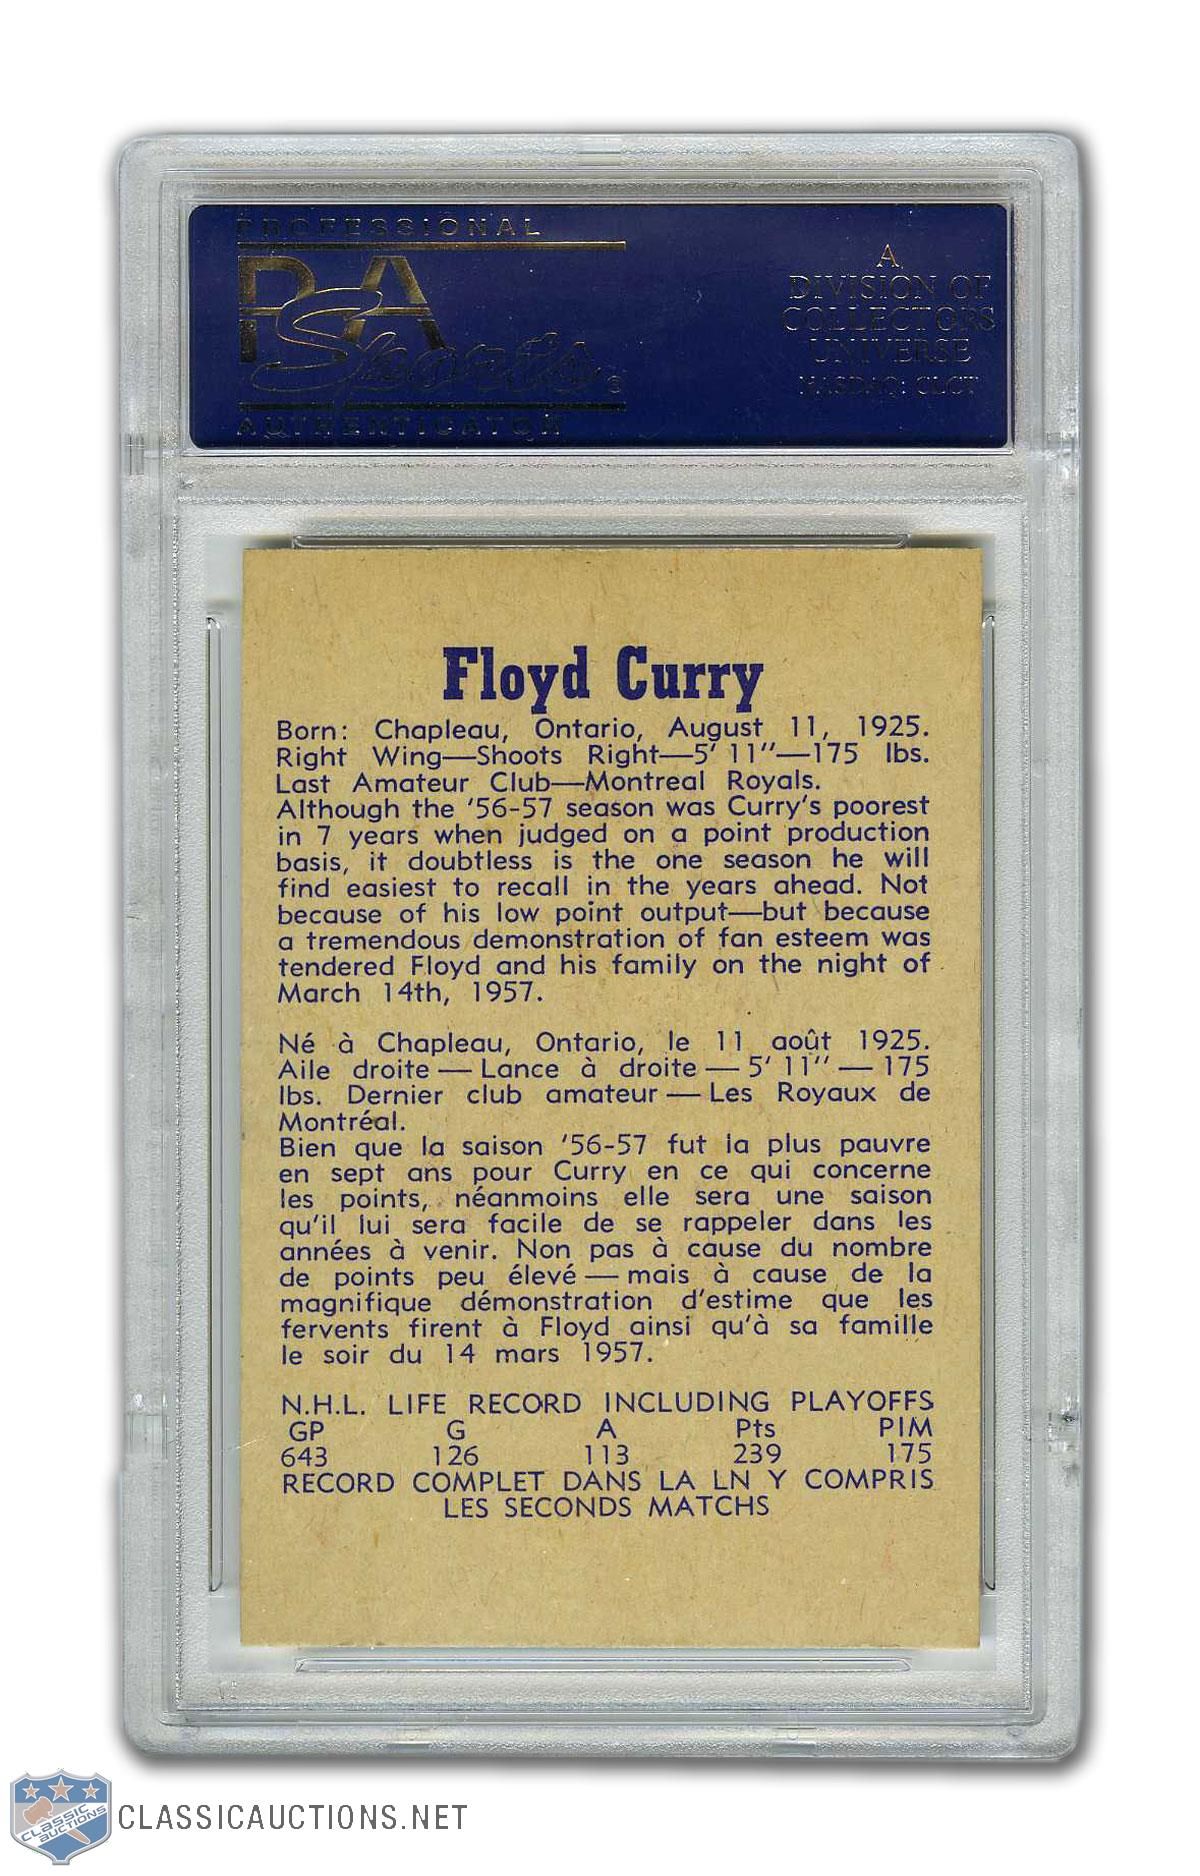 PROFESSIONAL
PSA
Sports
AUTHENTICATOR
A
DIVISION OF
COLLECTORS
UNIVERSE
NASDAQ: CLCT
Floyd Curry
Born: Chapleau, Ontario, August 11, 1925.
Right Wing—Shoots Right—5' 11"—175 lbs.
Last Amateur Club—Montreal Royals.
Although the '56-57 season was Curry's poorest
in 7 years when judged on a point production
basis, it doubtless is the one season he will
find easiest to recall in the years ahead. Not
because of his low point output—but because
a tremendous demonstration of fan esteem was
tendered Floyd and his family on the night of
March 14th, 1957.
Né à Chapleau, Ontario, le 11 août 1925.
Aile droite — Lance à droite — 5' 11" — 175
lbs. Dernier club amateur — Les Royaux de
Montréal.
Bien que la saison '56-57 fut la plus pauvre
en sept ans pour Curry en ce qui concerne
les points, néanmoins elle sera une saison
qu'il lui sera facile de se rappeler dans les
années à venir. Non pas à cause du nombre
de points peu élevé — mais à cause de la
magnifique démonstration d'estime que les
fervents firent à Floyd ainsi qu'à sa famille
le soir du 14 mars 1957.
N.H.L. LIFE RECORD INCLUDING PLAYOFFS
GP G A Pts PIM
643 126 113 239 175
RECORD COMPLET DANS LA LN Y COMPRIS
LES SECONDS MATCHS
CLASSIC
AUCTIONS
CLASSICAUCTIONS.NET